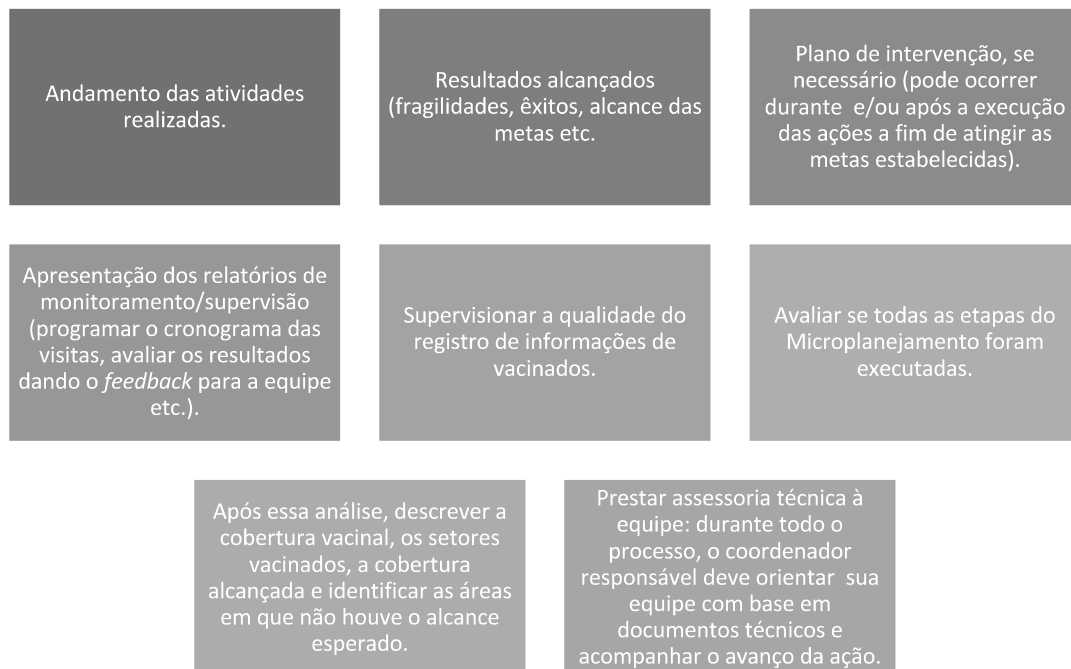 Andamento das atividades
realizadas.
Resultados alcançados
(fragilidades, êxitos, alcance das
metas etc.
Plano de intervenção, se
necessário (pode ocorrer
durante e/ou após a execução
das ações a fim de atingir as
metas estabelecidas).
Apresentação dos relatórios de
monitoramento/supervisão
(programar o cronograma das
visitas, avaliar os resultados
dando o feedback para a equipe
etc.).
Supervisionar a qualidade do
registro de informações de
vacinados.
Avaliar se todas as etapas do
Microplanejamento foram
executadas.
Após essa análise, descrever a
cobertura vacinal, os setores
vacinados, a cobertura
alcançada e identificar as áreas
em que não houve o alcance
esperado.
Prestar assessoria técnica à
equipe: durante todo o
processo, o coordenador
responsável deve orientar sua
equipe com base em
documentos técnicos e
acompanhar o avanço da ação.